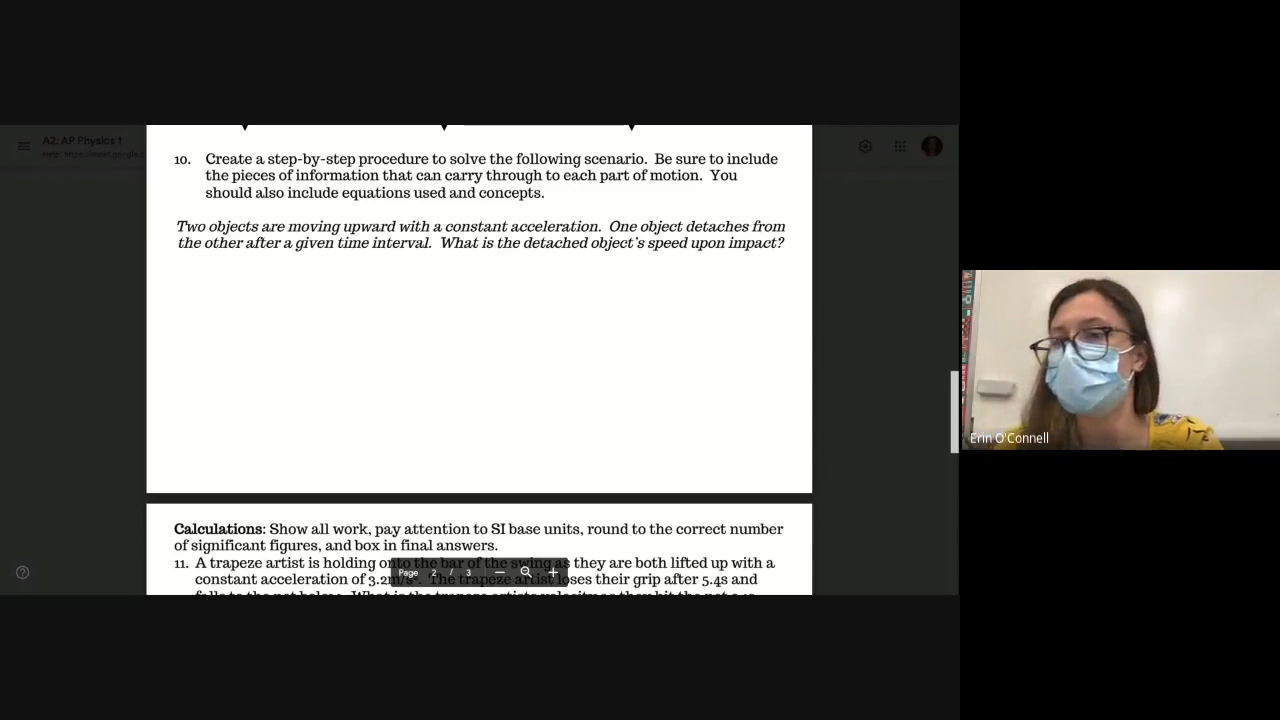 A2: AP Physics 1
10. Create a step-by-step procedure to solve the following scenario. Be sure to include
the pieces of information that can carry through to each part of motion. You
should also include equations used and concepts.
Two objects are moving upward with a constant acceleration. One object detaches from
the other after a given time interval. What is the detached object's speed upon impact?
Erin O'Connell
Calculations: Show all work, pay attention to SI base units, round to the correct number
of significant figures, and box in final answers.
11. A trapeze artist is holding onto the bar of the swing as they are both lifted up with a
constant acceleration of 3.2m/s². The trapeze artist loses their grip after 5.4s and
Page 2 / 3